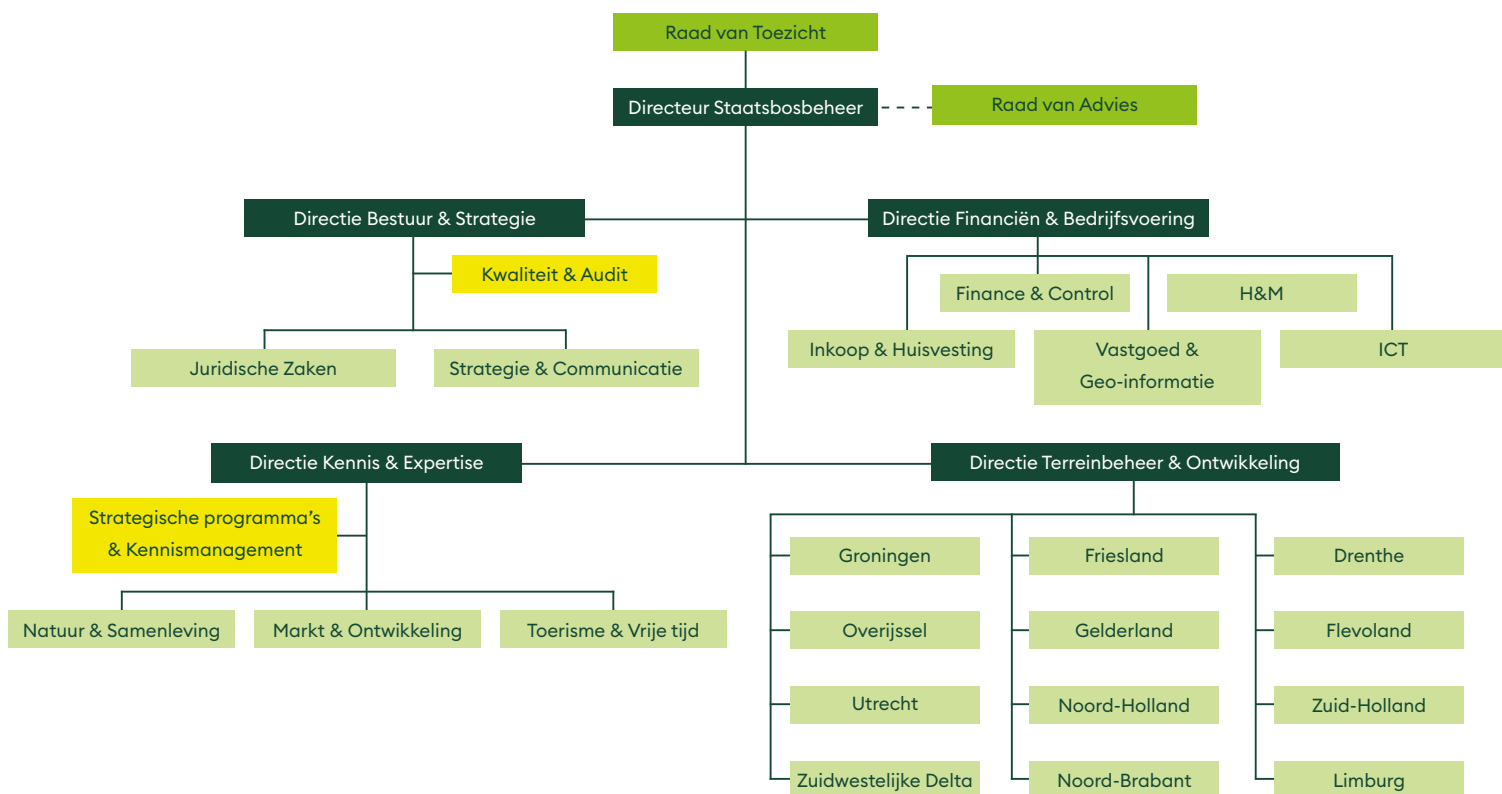 Raad van Toezicht
Directeur Staatsbosbeheer
Raad van Advies
Directie Bestuur & Strategie
Directie Financiën & Bedrijfsvoering
Kwaliteit & Audit
Finance & Control
H&M
Juridische Zaken
Strategie & Communicatie
Inkoop & Huisvesting
Vastgoed &
Geo-informatie
ICT
Directie Kennis & Expertise
Directie Terreinbeheer & Ontwikkeling
Strategische programma’s
& Kennismanagement
Natuur & Samenleving
Markt & Ontwikkeling
Toerisme & Vrije tijd
Groningen
Friesland
Drenthe
Overijssel
Gelderland
Flevoland
Utrecht
Noord-Holland
Zuid-Holland
Zuidwestelijke Delta
Noord-Brabant
Limburg